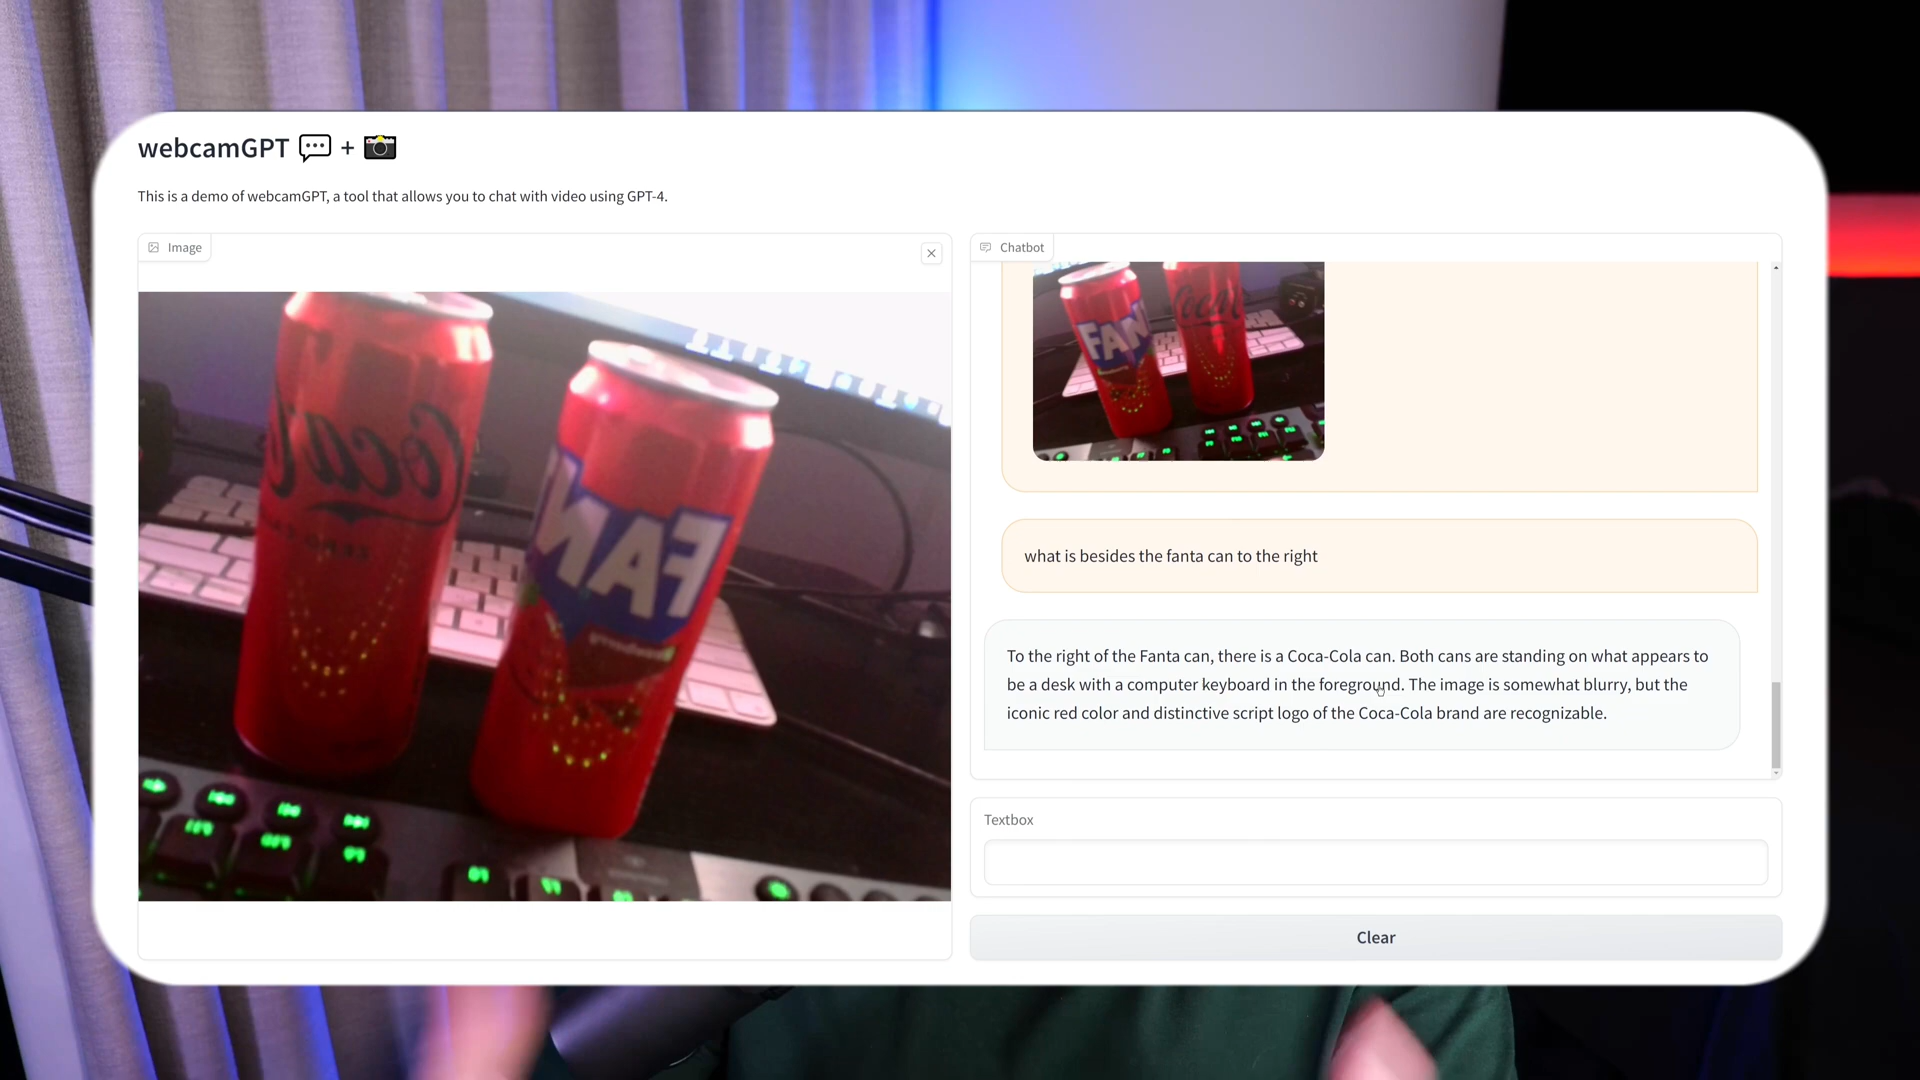 webcamGPT 💬 + 📸
This is a demo of webcamGPT, a tool that allows you to chat with video using GPT-4.
Image
Coca
FAN
Chatbot
FAN
Coca
what is besides the fanta can to the right
To the right of the Fanta can, there is a Coca-Cola can. Both cans are standing on what appears to
be a desk with a computer keyboard in the foreground. The image is somewhat blurry, but the
iconic red color and distinctive script logo of the Coca-Cola brand are recognizable.
Textbox
Clear